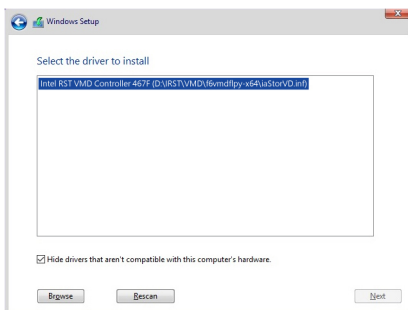 Windows Setup
Select the driver to install
Intel RST VMD Controller 467F (D:\IRST\VMD\f6vmdflpy-x64\iaStorVD.inf)
Hide drivers that aren't compatible with this computer's hardware.
Browse
Rescan
Next